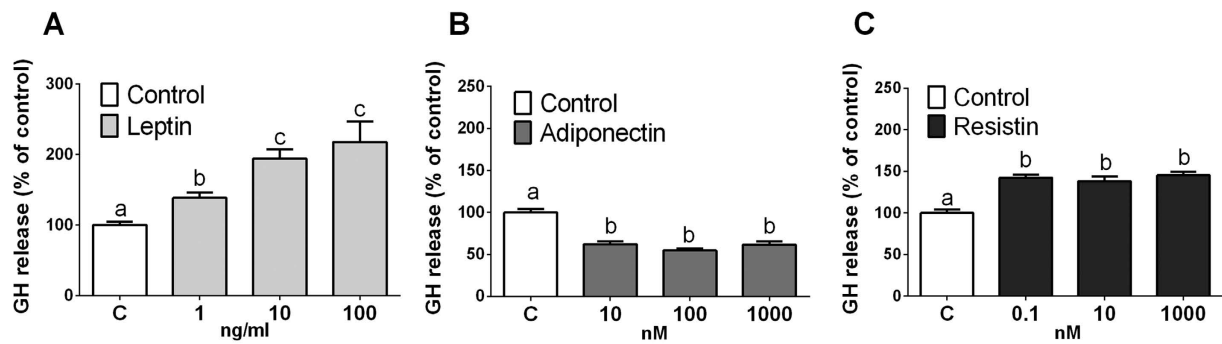 A
GH release (% of control)
300
200
100
0
Control
Leptin
a
b
c
c
C 1 10 100
ng/ml
B
GH release (% of control)
250
200
150
100
50
0
Control
Adiponectin
a
b
b
b
C 10 100 1000
nM
C
GH release (% of control)
250
200
150
100
50
0
Control
Resistin
a
b
b
b
C 0.1 10 1000
nM